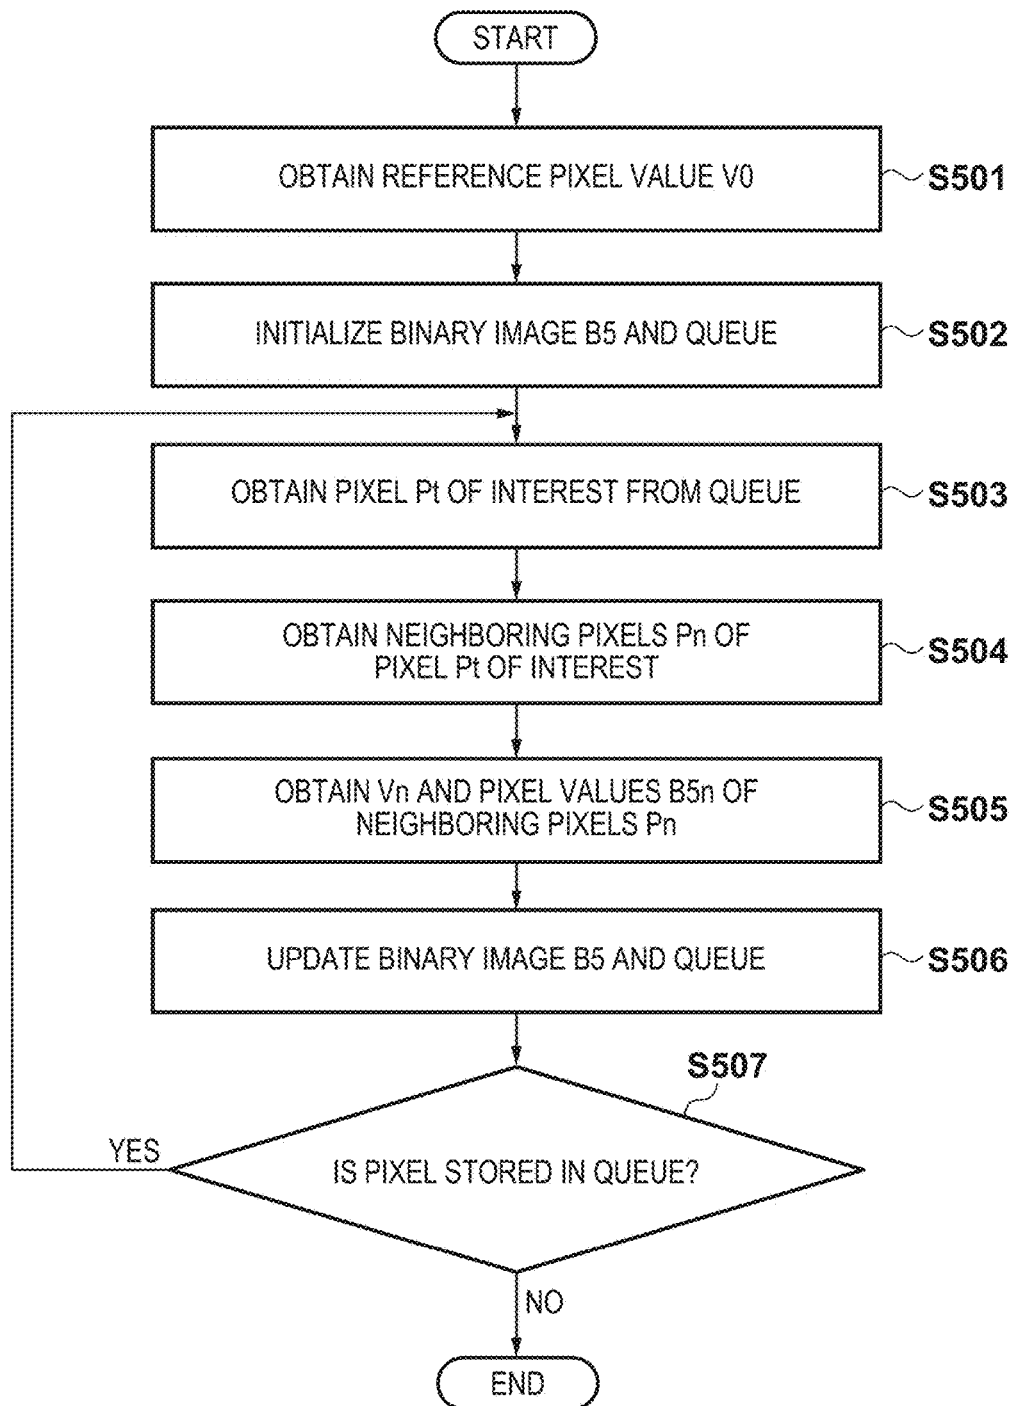 START
OBTAIN REFERENCE PIXEL VALUE V0
S501
INITIALIZE BINARY IMAGE B5 AND QUEUE
S502
OBTAIN PIXEL Pt OF INTEREST FROM QUEUE
S503
OBTAIN NEIGHBORING PIXELS Pn OF
PIXEL Pt OF INTEREST
S504
OBTAIN Vn AND PIXEL VALUES B5n OF
NEIGHBORING PIXELS Pn
S505
UPDATE BINARY IMAGE B5 AND QUEUE
S506
S507
YES
IS PIXEL STORED IN QUEUE?
NO
END